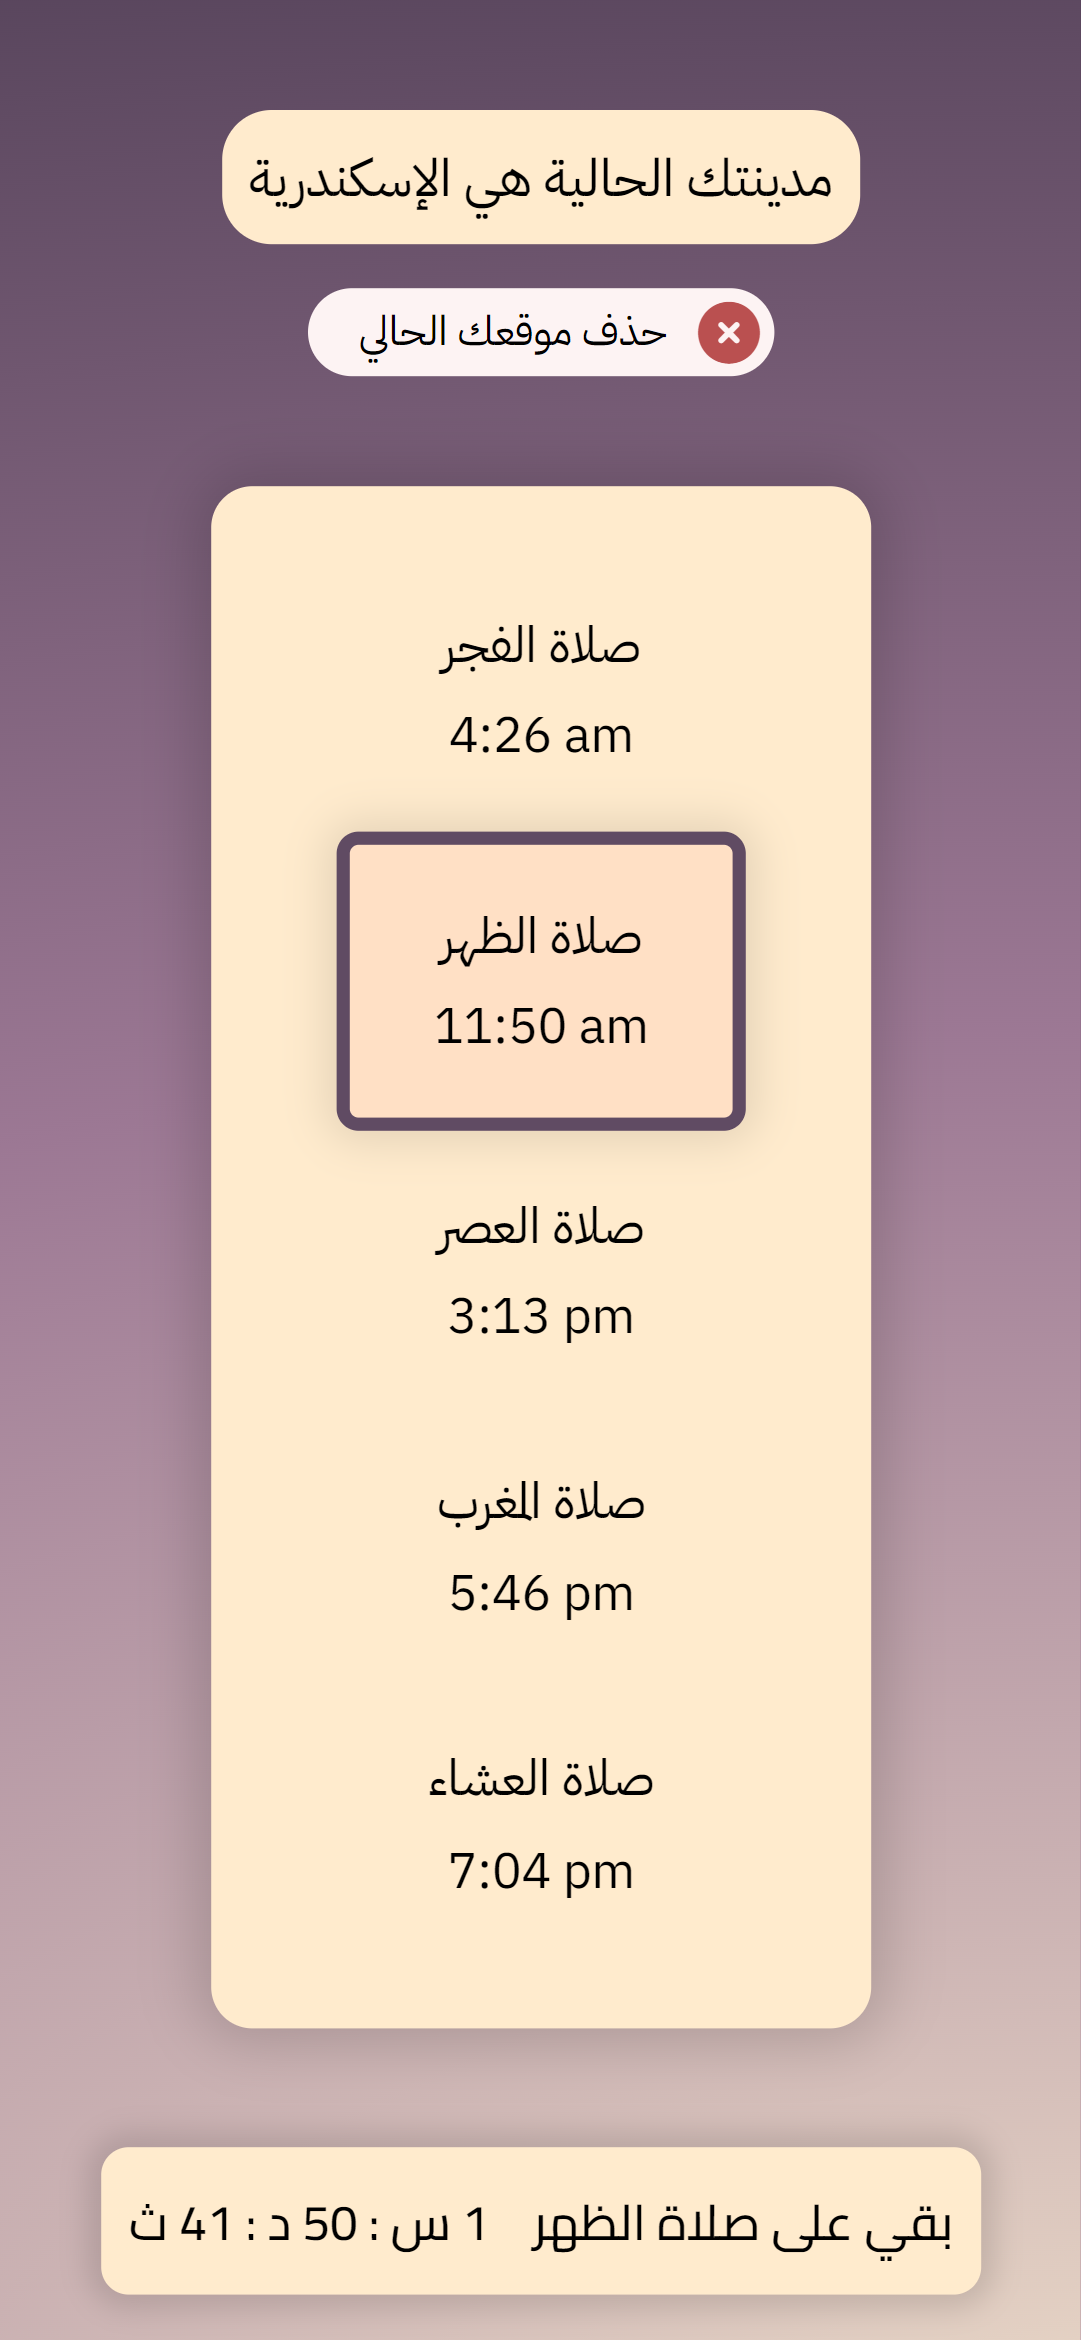 مدينتك الحالية هي الإسكندرية
حذف موقعك الحالي
صلاة الفجر
4:26 am
صلاة الظهر
11:50 am
صلاة العصر
3:13 pm
صلاة المغرب
5:46 pm
صلاة العشاء
7:04 pm
بقي على صلاة الظهر 1 س : 50 د : 41 ث